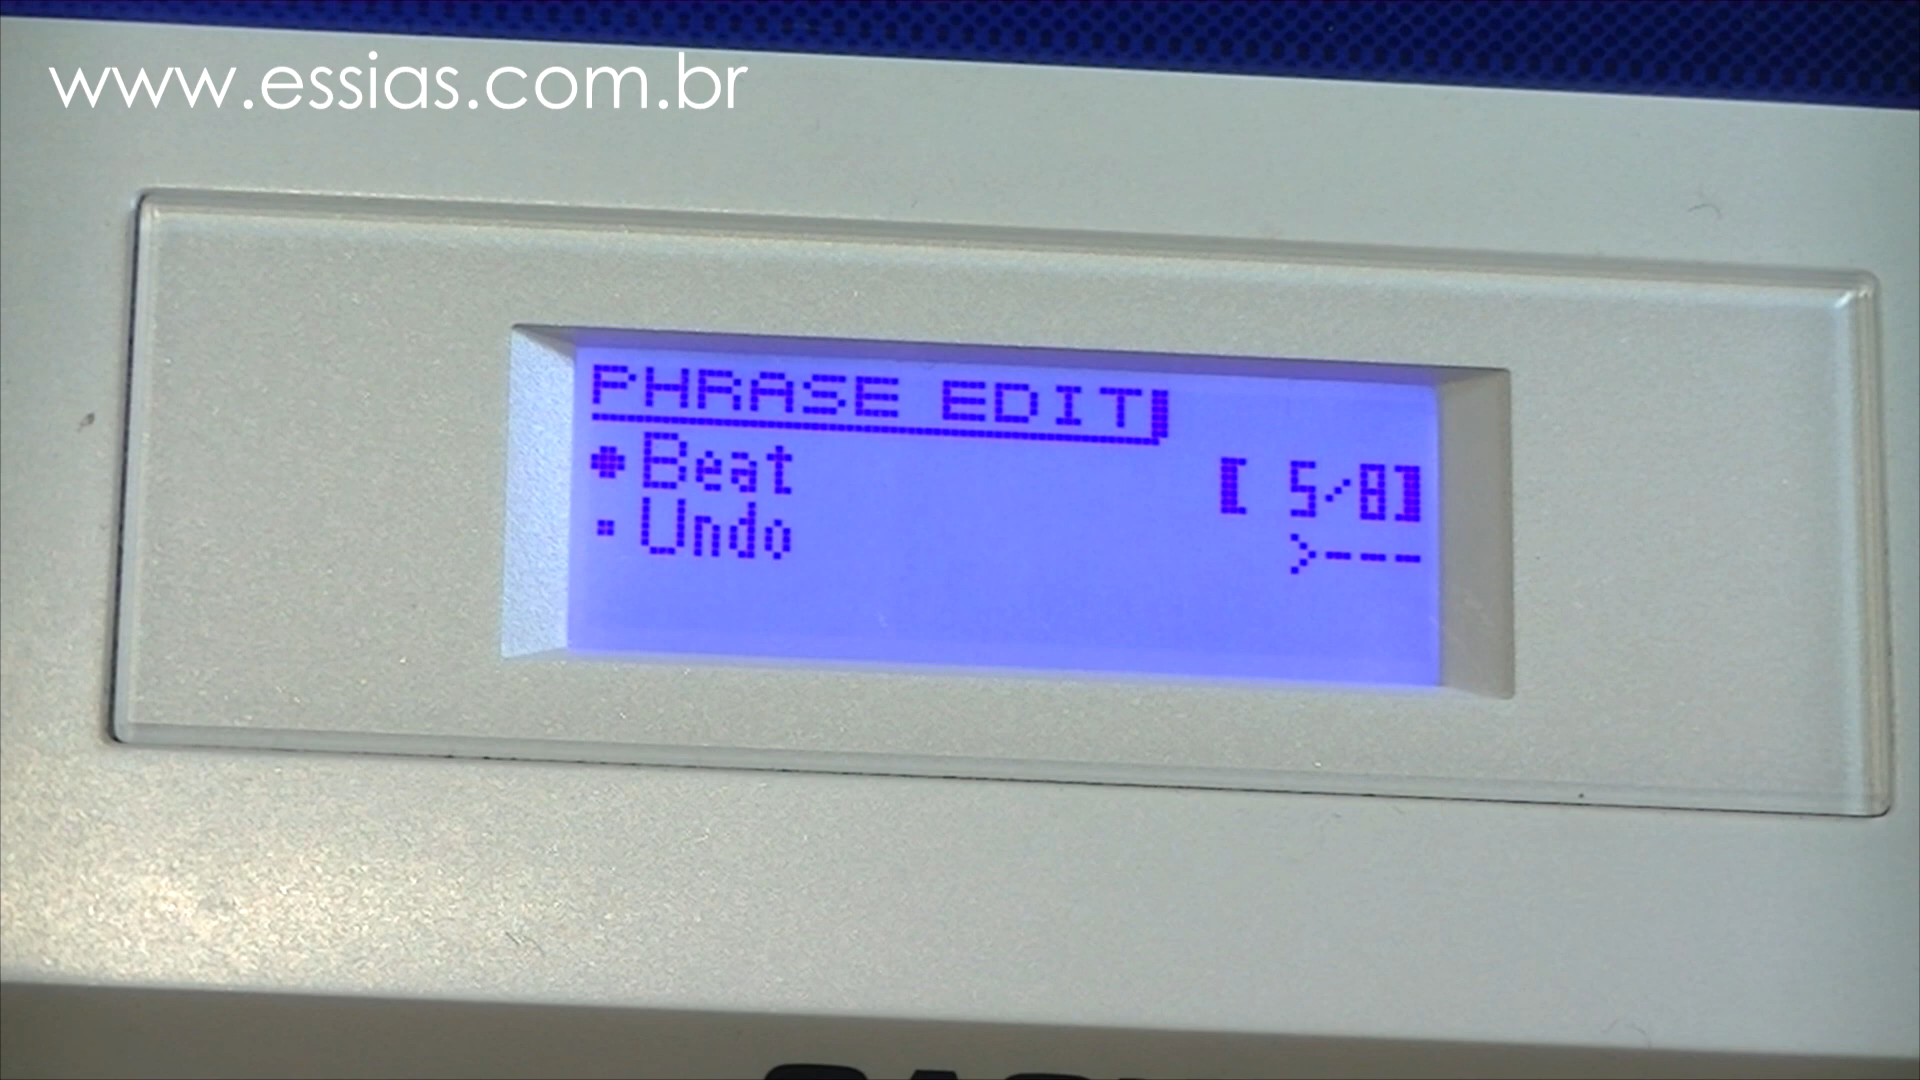 www.essias.com.br
PHRASE EDIT
Beat [ 5/8]
Undo >---